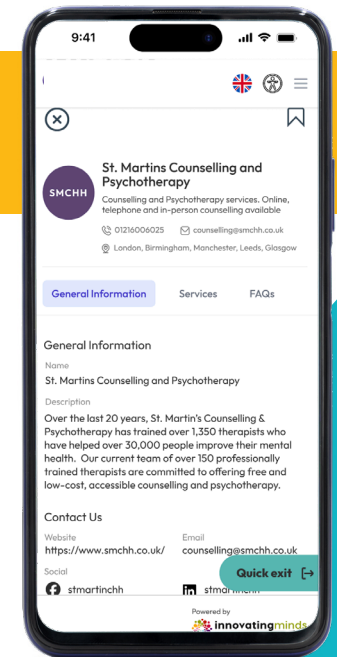 9:41
SMCHH
St. Martins Counselling and
Psychotherapy
Counselling and Psychotherapy services. Online,
telephone and in-person counselling available
01216006025 counselling@smchh.co.uk
London, Birmingham, Manchester, Leeds, Glasgow
General Information Services FAQs
General Information
Name
St. Martins Counselling and Psychotherapy
Description
Over the last 20 years, St. Martin's Counselling &
Psychotherapy has trained over 1,350 therapists who
have helped over 30,000 people improve their mental
health. Our current team of over 150 professionally
trained therapists are committed to offering free and
low-cost, accessible counselling and psychotherapy.
Contact Us
Website Email
https://www.smchh.co.uk/ counselling@smchh.co.uk
Social
Quick exit
stmartinchh
Powered by
innovatingminds